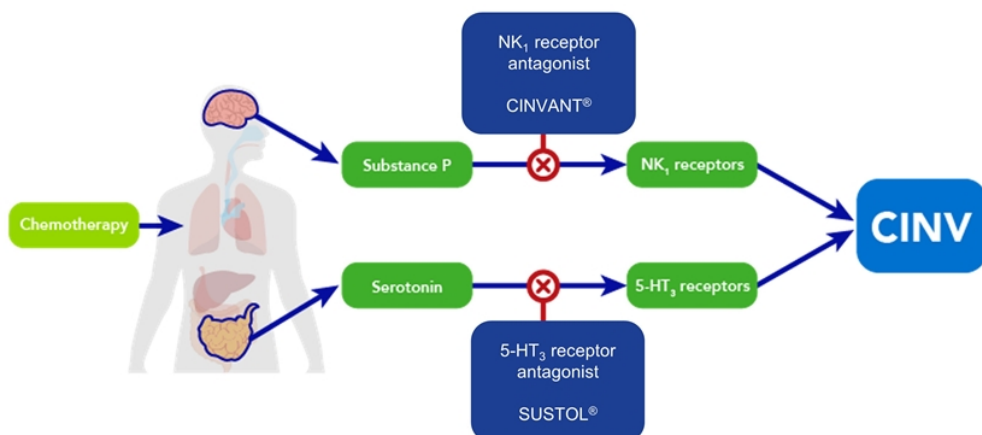 NK₁ receptor
antagonist
CINVANT®
Substance P
NK₁ receptors
Chemotherapy
CINV
Serotonin
5-HT₃ receptors
5-HT₃ receptor
antagonist
SUSTOL®